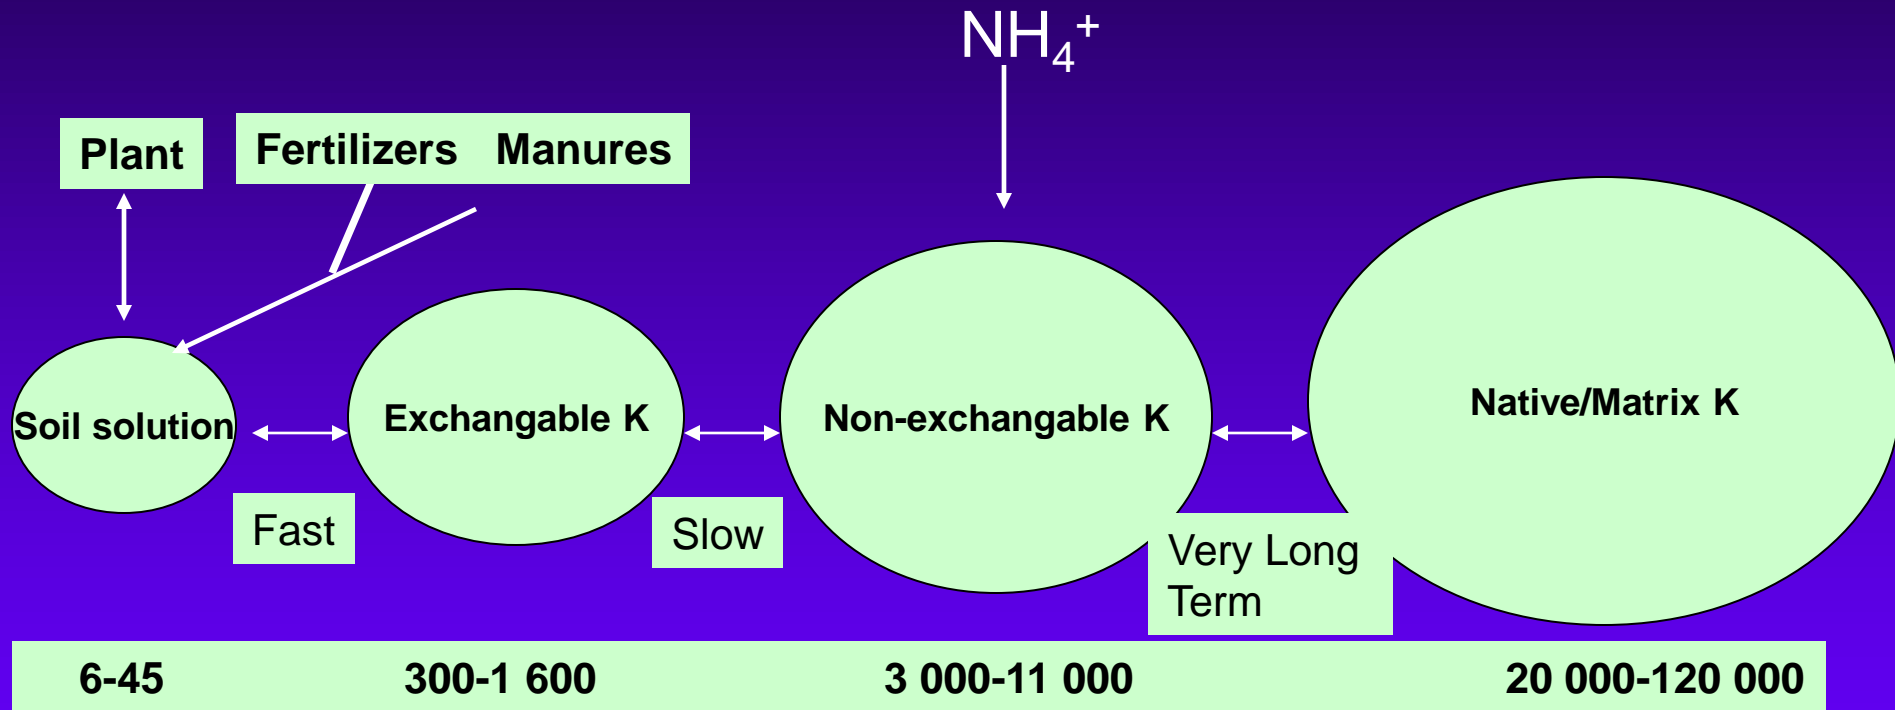 NH₄⁺
Plant
Fertilizers Manures
Soil solution
Exchangable K
Non-exchangable K
Native/Matrix K
Fast
Slow
Very Long
Term
6-45 300-1 600 3 000-11 000 20 000-120 000